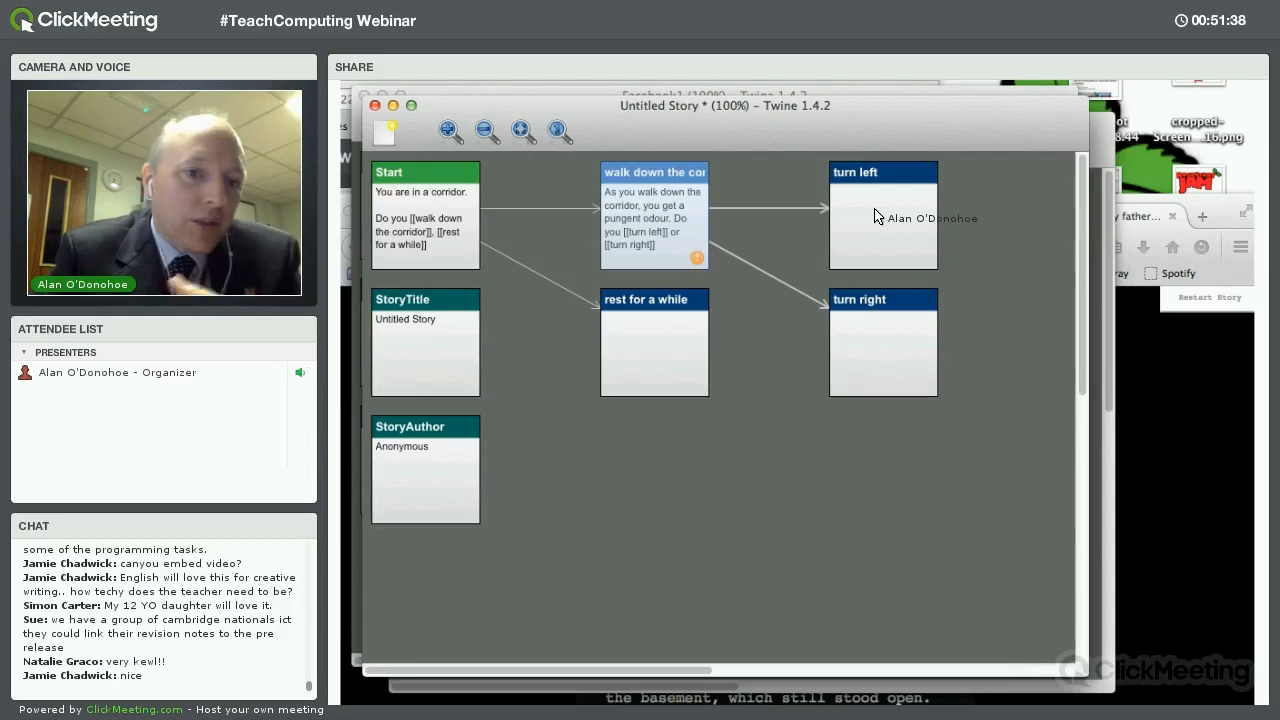 ClickMeeting
#TeachComputing Webinar
00:51:38
CAMERA AND VOICE
Alan O'Donohoe
ATTENDEE LIST
PRESENTERS
Alan O'Donohoe - Organizer
CHAT
some of the programming tasks.
Jamie Chadwick: canyou embed video?
Jamie Chadwick: English will love this for creative
writing.. how techy does the teacher need to be?
Simon Carter: My 12 YO daughter will love it.
Sue: we have a group of cambridge nationals ict
they could link their revision notes to the pre
release
Natalie Graco: very kewl!!
Jamie Chadwick: nice
Powered by ClickMeeting.com - Host your own meeting
SHARE
Untitled Story * (100%) - Twine 1.4.2
Start
You are in a corridor.
Do you [[walk down
the corridor]], [[rest
for a while]]
walk down the cor
As you walk down the
corridor, you get a
pungent odour. Do
you [[turn left]] or
[[turn right]]
turn left
Alan O'Donohoe
StoryTitle
Untitled Story
rest for a while
turn right
StoryAuthor
Anonymous
cropped-
Screen ...16.png
8:44
y father...
Spotify
Restart Story
ClickMeeting
the basement, which still stood open.